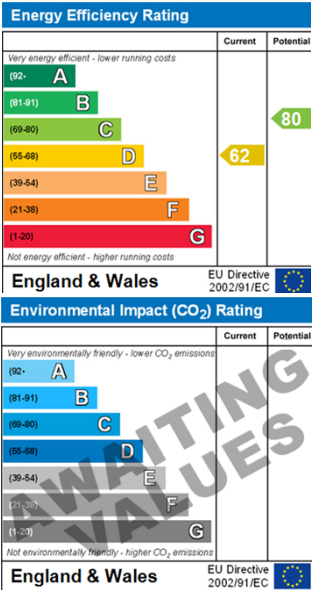 Energy Efficiency Rating
Current Potential
Very energy efficient - lower running costs
(92- A
(81-91) B
(69-80) C
(55-68) D
(39-54) E
(21-38) F
(1-20) G
62
80
Not energy efficient - higher running costs
England & Wales
EU Directive
2002/91/EC
Environmental Impact (CO2) Rating
Current Potential
Very environmentally friendly - lower CO2 emissions
(92- A
(81-91) B
(69-80) C
(55-68) D
(39-54) E
(21-38) F
(1-20) G
AWAITING
VALUES
Not environmentally friendly - higher CO2 emissions
England & Wales
EU Directive
2002/91/EC